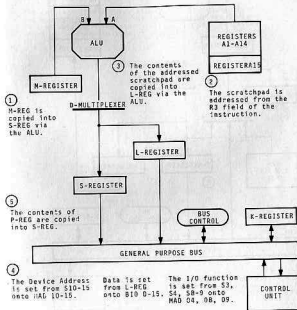 B A
ALU
REGISTERS
A1-A14
REGISTERA15
M-REGISTER
③ The contents
of the addressed
scratchpad are
copied into
L-REG via the
ALU.
② The scratchpad is
addressed from the
R3 field of the
instruction.
① M-REG is
copied into
S-REG via
the ALU.
D-MULTIPLEXER
L-REGISTER
S-REGISTER
⑤ The contents of
P-REG are copied
into S-REG.
BUS
CONTROL
K-REGISTER
GENERAL PURPOSE BUS
④ The Device Address
is set from S10-15
onto MAD 10-15.
Data is set
from L-REG
onto BIO 0-15.
The I/O function
is set from S3,
S4, S8-9 onto
MAD 04, 08, 09.
CONTROL
UNIT